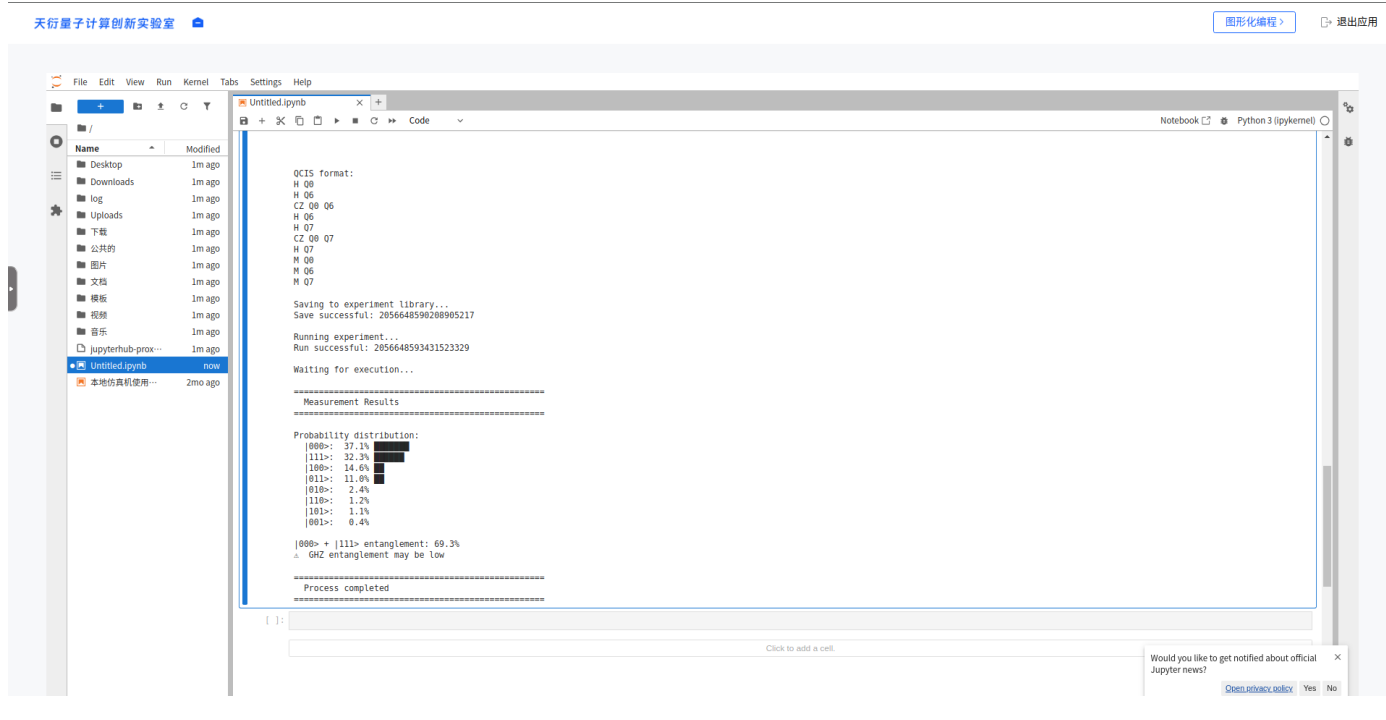 天衍量子计算创新实验室
图形化编程 >
退出应用
File Edit View Run Kernel Tabs Settings Help
Untitled.ipynb
Code
Notebook
Python 3 (ipykernel)
/
Name Modified
Desktop 1m ago
Downloads 1m ago
log 1m ago
Uploads 1m ago
下载 1m ago
公共的 1m ago
图片 1m ago
文档 1m ago
模板 1m ago
视频 1m ago
音乐 1m ago
jupyterhub-prox… 1m ago
Untitled.ipynb now
本地仿真机使用… 2mo ago
QCIS format:
H Q0
H Q6
CZ Q0 Q6
H Q6
H Q7
CZ Q0 Q7
H Q7
M Q0
M Q6
M Q7
Saving to experiment library...
Save successful: 2056648590208905217
Running experiment...
Run successful: 2056648593431523329
Waiting for execution...
==================================================
Measurement Results
==================================================
Probability distribution:
|000>: 37.1%
|111>: 32.3%
|100>: 14.6%
|011>: 11.0%
|010>: 2.4%
|110>: 1.2%
|101>: 1.1%
|001>: 0.4%
|000> + |111> entanglement: 69.3%
⚠ GHZ entanglement may be low
==================================================
Process completed
==================================================
[ ]:
Click to add a cell.
Would you like to get notified about official
Jupyter news?
Open privacy policy Yes No